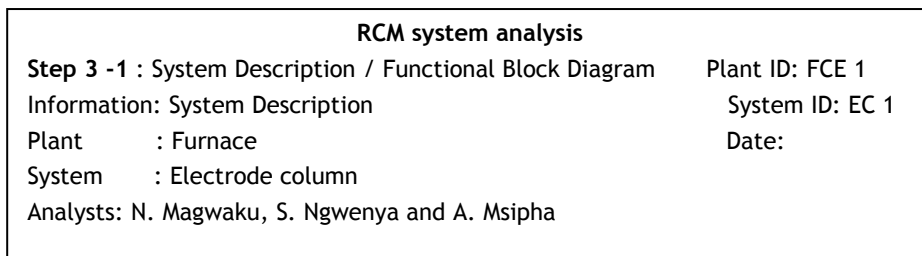 RCM system analysis
Step 3 -1 : System Description / Functional Block Diagram Plant ID: FCE 1
Information: System Description System ID: EC 1
Plant : Furnace Date:
System : Electrode column
Analysts: N. Magwaku, S. Ngwenya and A. Msipha